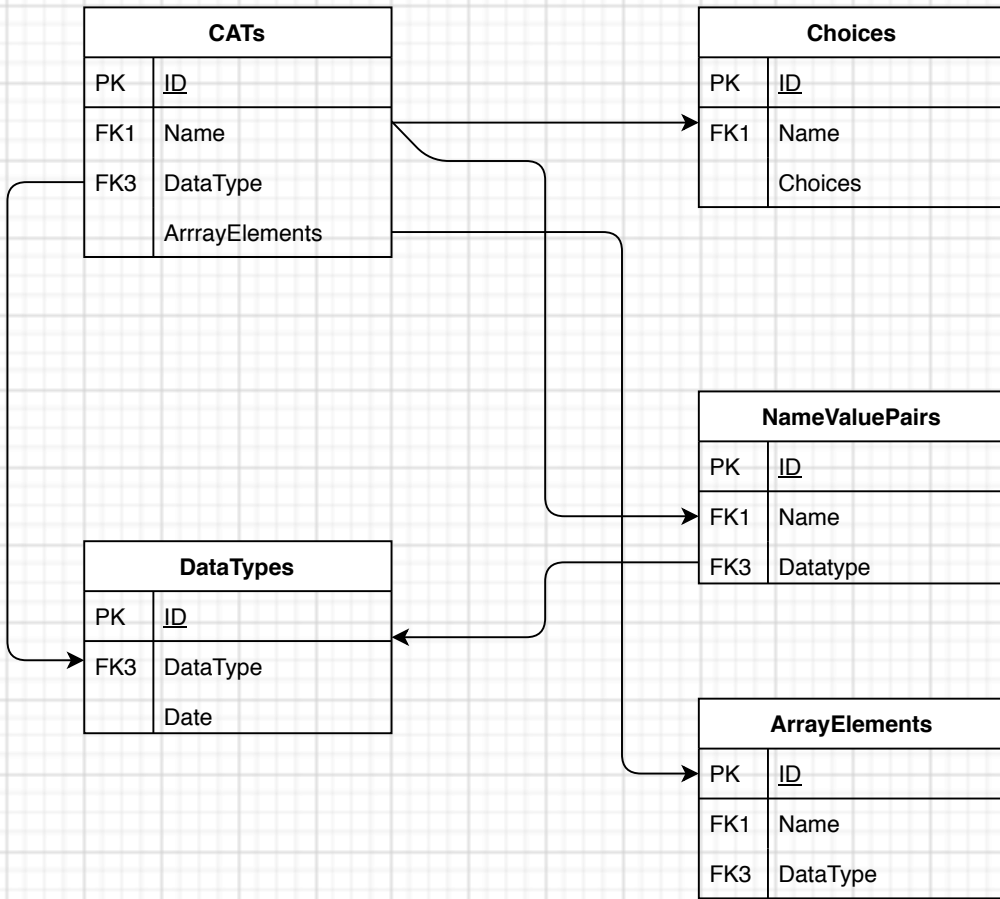 CATs
PK ID
FK1 Name
FK3 DataType
ArrrayElements
Choices
PK ID
FK1 Name
Choices
NameValuePairs
PK ID
FK1 Name
FK3 Datatype
DataTypes
PK ID
FK3 DataType
Date
ArrayElements
PK ID
FK1 Name
FK3 DataType